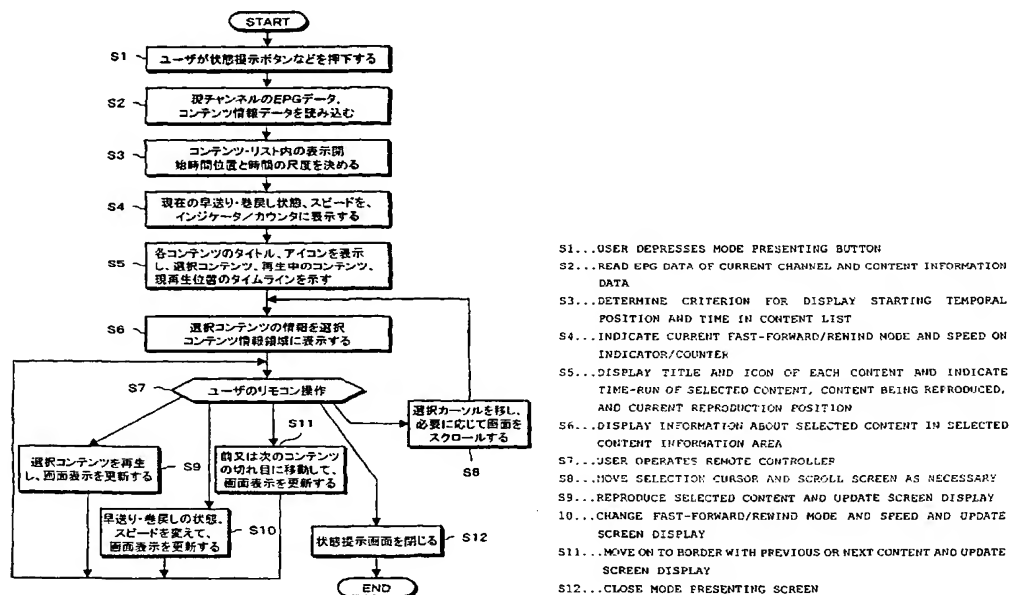 START
S1
ユーザが状態提示ボタンなどを押下する
S2
現チャンネルのEPGデータ、
コンテンツ情報データを読み込む
S3
コンテンツ・リスト内の表示開
始時間位置と時間の尺度を決める
S4
現在の早送り・巻戻し状態、スピードを、
インジケータ/カウンタに表示する
S5
各コンテンツのタイトル、アイコンを表示
し、選択コンテンツ、再生中のコンテンツ、
現再生位置のタイムラインを示す
S6
選択コンテンツの情報を選択
コンテンツ情報領域に表示する
S7
ユーザのリモコン操作
選択カーソルを移し、
必要に応じて画面を
スクロールする
S8
選択コンテンツを再生
し、画面表示を更新する
S9
S11
前又は次のコンテンツ
の切れ目に移動して、
画面表示を更新する
早送り・巻戻しの状態、
スピードを変えて、
画面表示を更新する
S10
状態提示画面を閉じる
S12
END
S1...USER DEPRESSES MODE PRESENTING BUTTON
S2...READ EPG DATA OF CURRENT CHANNEL AND CONTENT INFORMATION
DATA
S3...DETERMINE CRITERION FOR DISPLAY STARTING TEMPORAL
POSITION AND TIME IN CONTENT LIST
S4...INDICATE CURRENT FAST-FORWARD/REWIND MODE AND SPEED ON
INDICATOR/COUNTER
S5...DISPLAY TITLE AND ICON OF EACH CONTENT AND INDICATE
TIME-RUN OF SELECTED CONTENT, CONTENT BEING REPRODUCED,
AND CURRENT REPRODUCTION POSITION
S6...DISPLAY INFORMATION ABOUT SELECTED CONTENT IN SELECTED
CONTENT INFORMATION AREA
S7...USER OPERATES REMOTE CONTROLLER
S8...MOVE SELECTION CURSOR AND SCROLL SCREEN AS NECESSARY
S9...REPRODUCE SELECTED CONTENT AND UPDATE SCREEN DISPLAY
10...CHANGE FAST-FORWARD/REWIND MODE AND SPEED AND UPDATE
SCREEN DISPLAY
S11...MOVE ON TO BORDER WITH PREVIOUS OR NEXT CONTENT AND UPDATE
SCREEN DISPLAY
S12...CLOSE MODE PRESENTING SCREEN